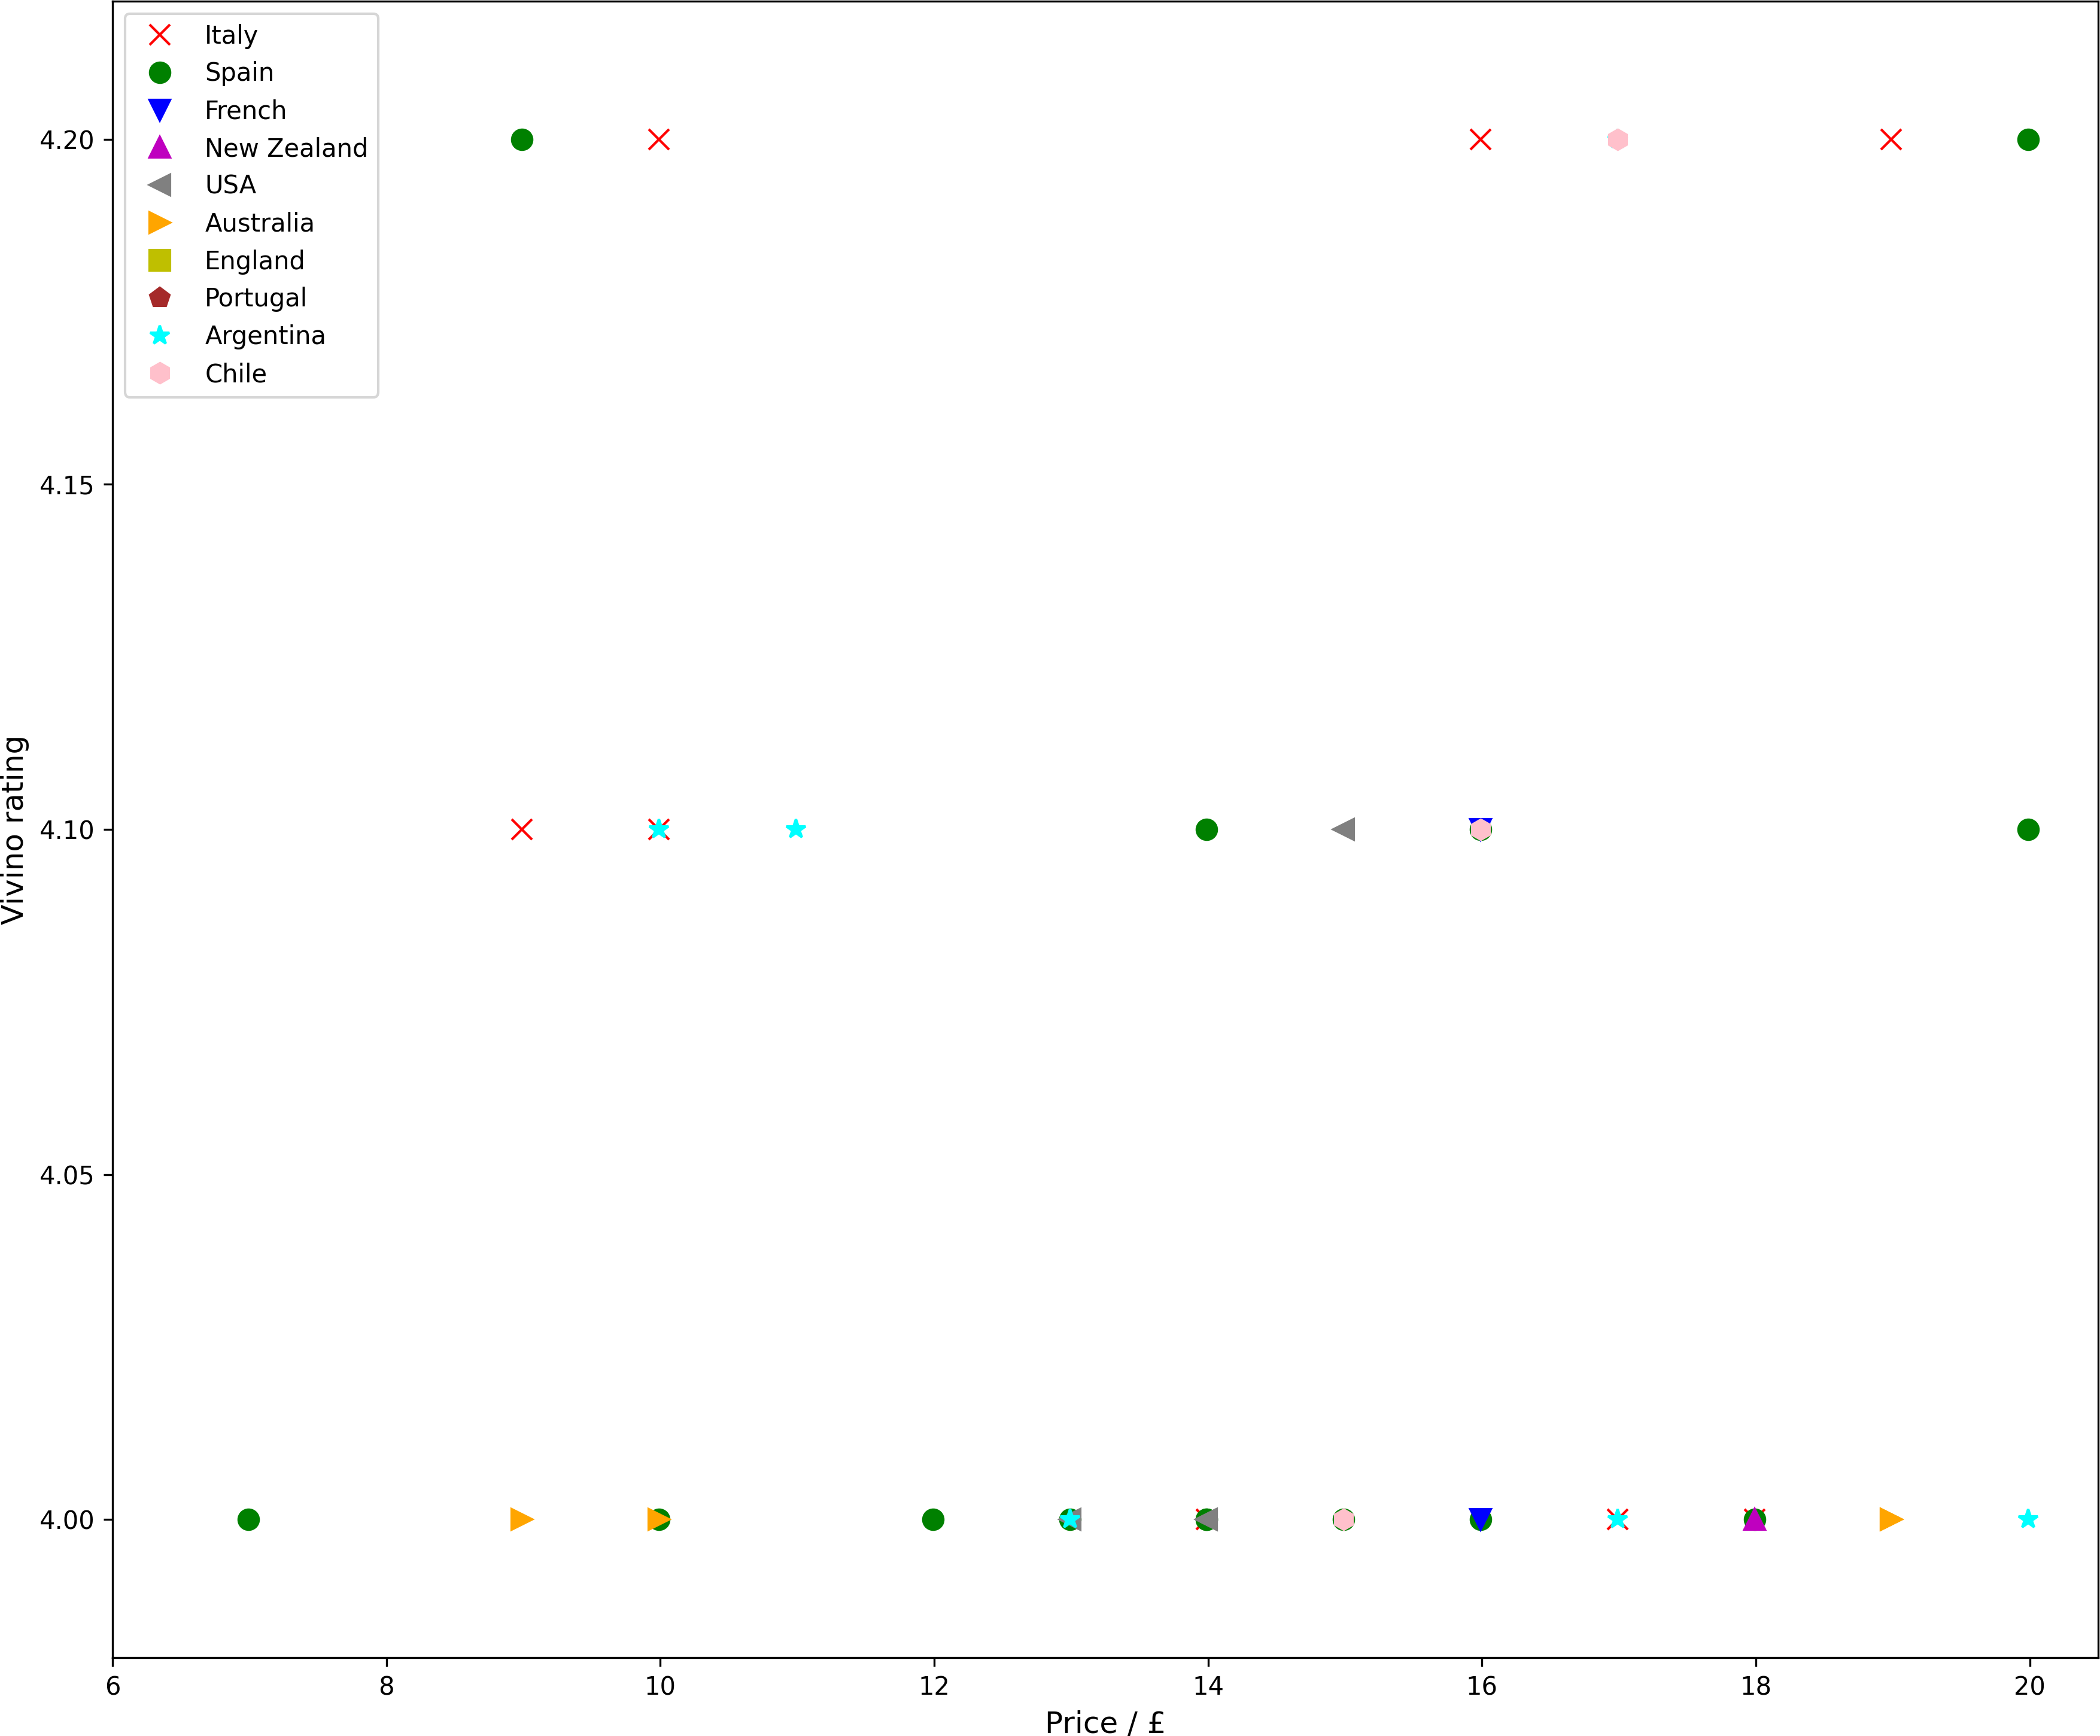 Italy
Spain
French
New Zealand
USA
Australia
England
Portugal
Argentina
Chile
4.20
4.15
4.10
4.05
4.00
Vivino rating
6 8 10 12 14 16 18 20
Price / £